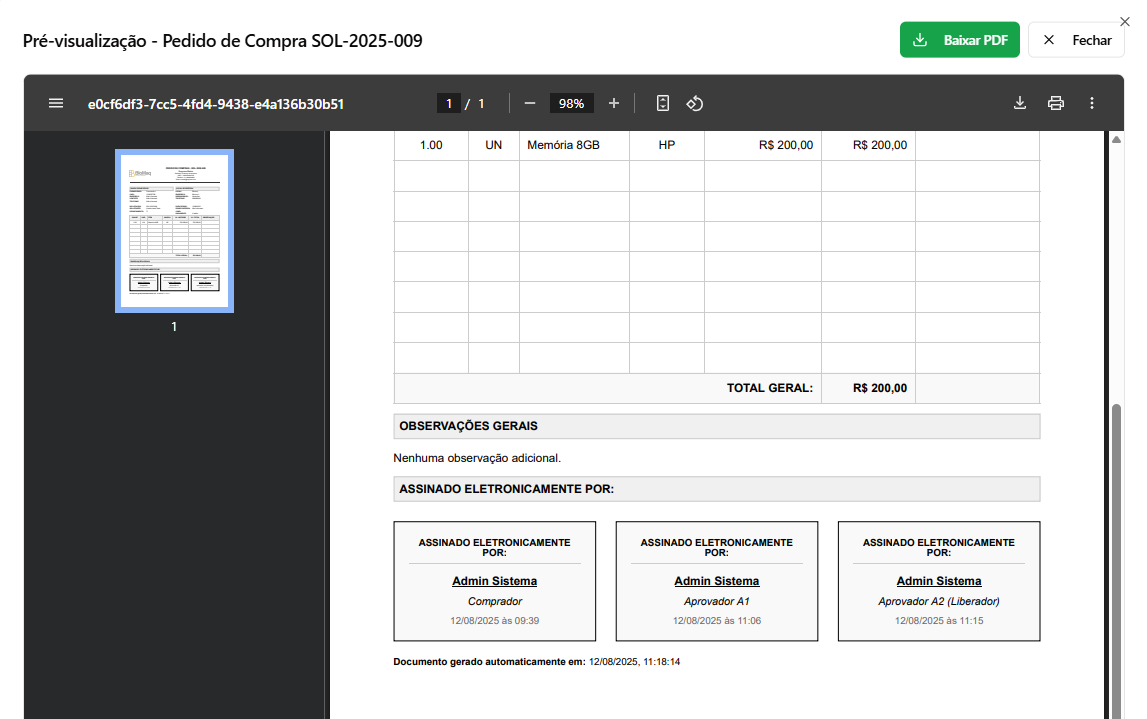 Pré-visualização - Pedido de Compra SOL-2025-009
Baixar PDF
Fechar
e0cf6df3-7cc5-4fd4-9438-e4a136b30b51
1 / 1
98%
1
1.00 UN Memória 8GB HP R$ 200,00 R$ 200,00
TOTAL GERAL: R$ 200,00
OBSERVAÇÕES GERAIS
Nenhuma observação adicional.
ASSINADO ELETRONICAMENTE POR:
ASSINADO ELETRONICAMENTE
POR:
Admin Sistema
Comprador
12/08/2025 às 09:39
ASSINADO ELETRONICAMENTE
POR:
Admin Sistema
Aprovador A1
12/08/2025 às 11:06
ASSINADO ELETRONICAMENTE
POR:
Admin Sistema
Aprovador A2 (Liberador)
12/08/2025 às 11:15
Documento gerado automaticamente em: 12/08/2025, 11:18:14